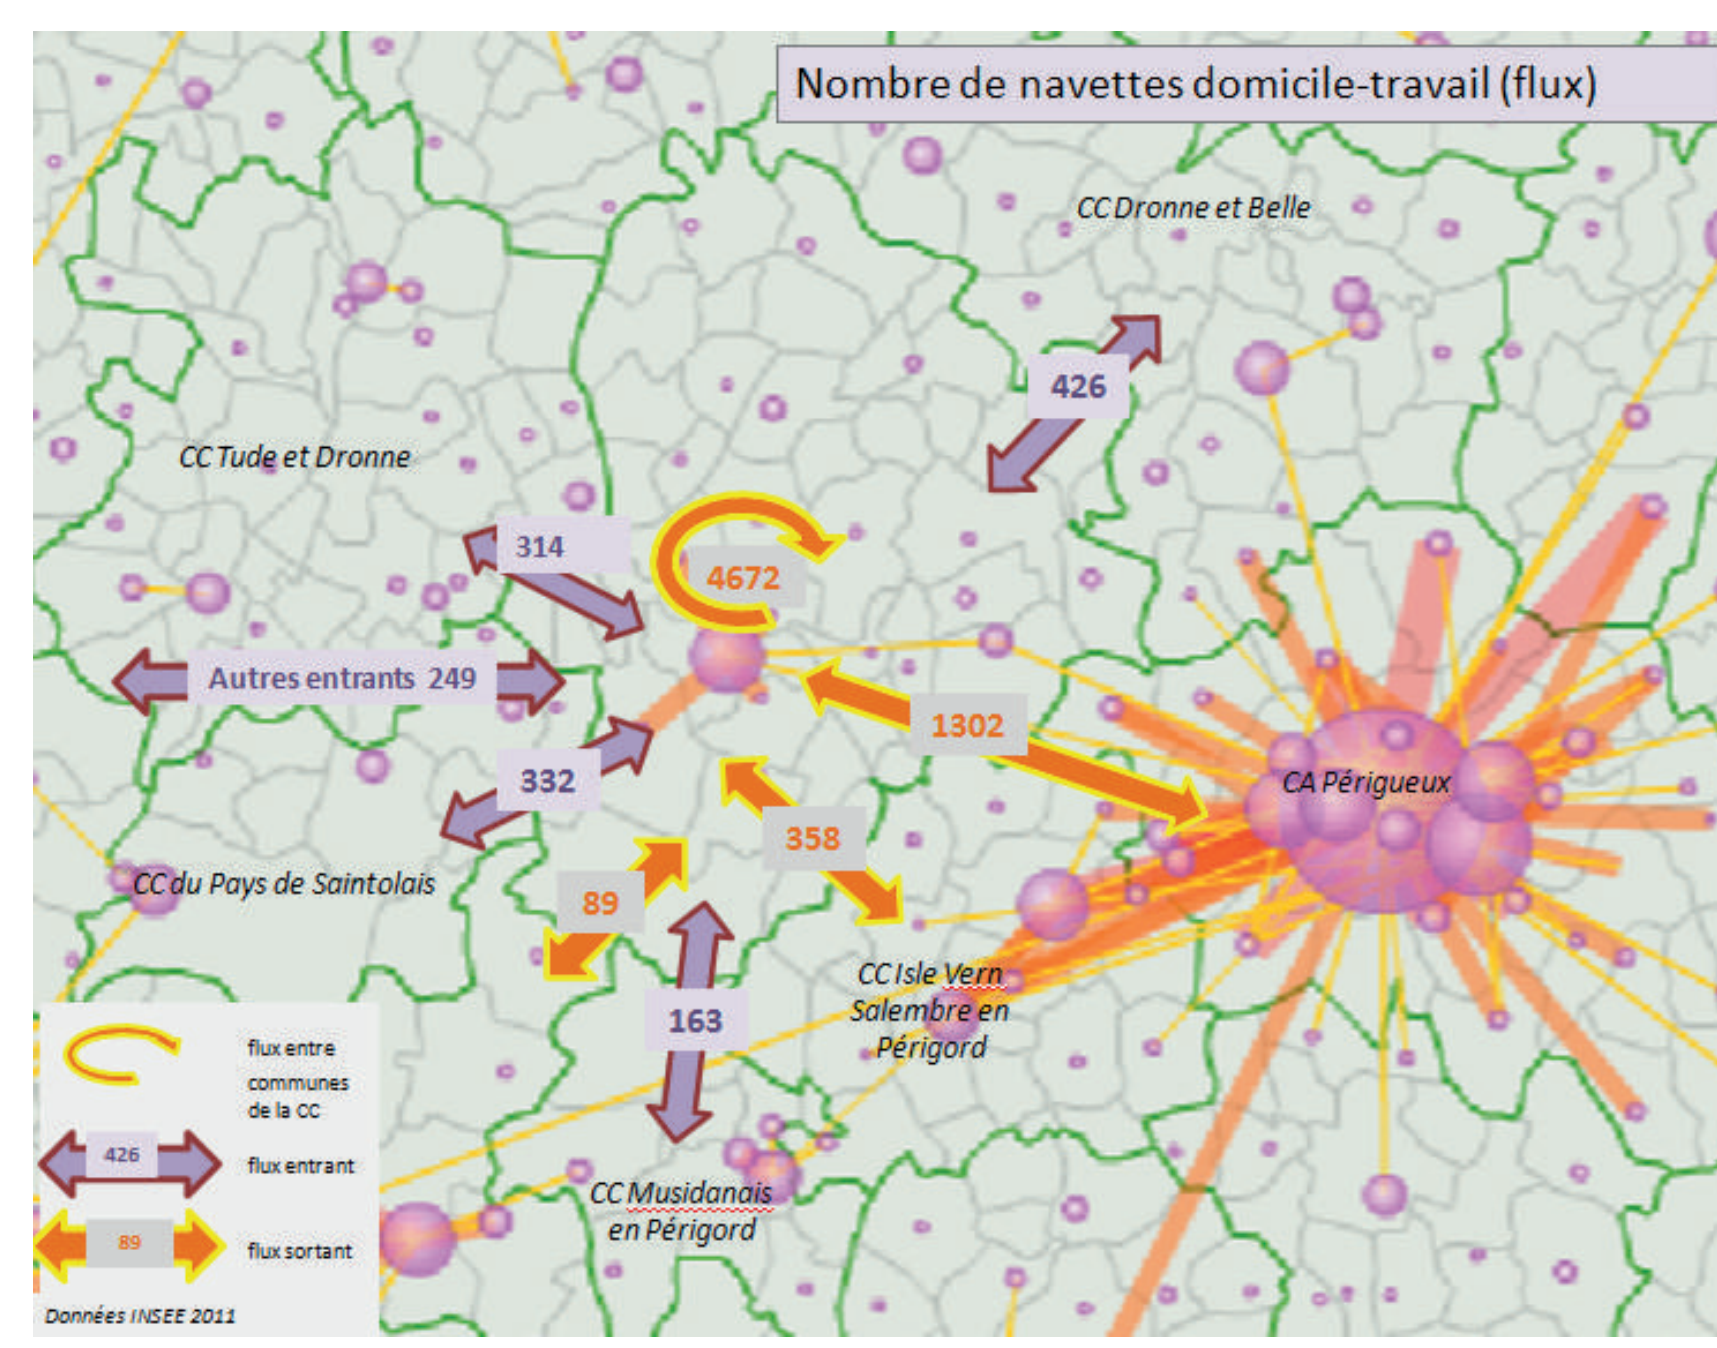 Nombre de navettes domicile-travail (flux)
CC Dronne et Belle
426
CC Tude et Dronne
314
4672
Autres entrants 249
1302
332
CA Périgueux
358
CC du Pays de Saintolais
89
CC Isle Vern
Salembre en
Périgord
163
flux entre
communes
de la CC
426
flux entrant
CC Musidanais
en Périgord
89
flux sortant
Données INSEE 2011